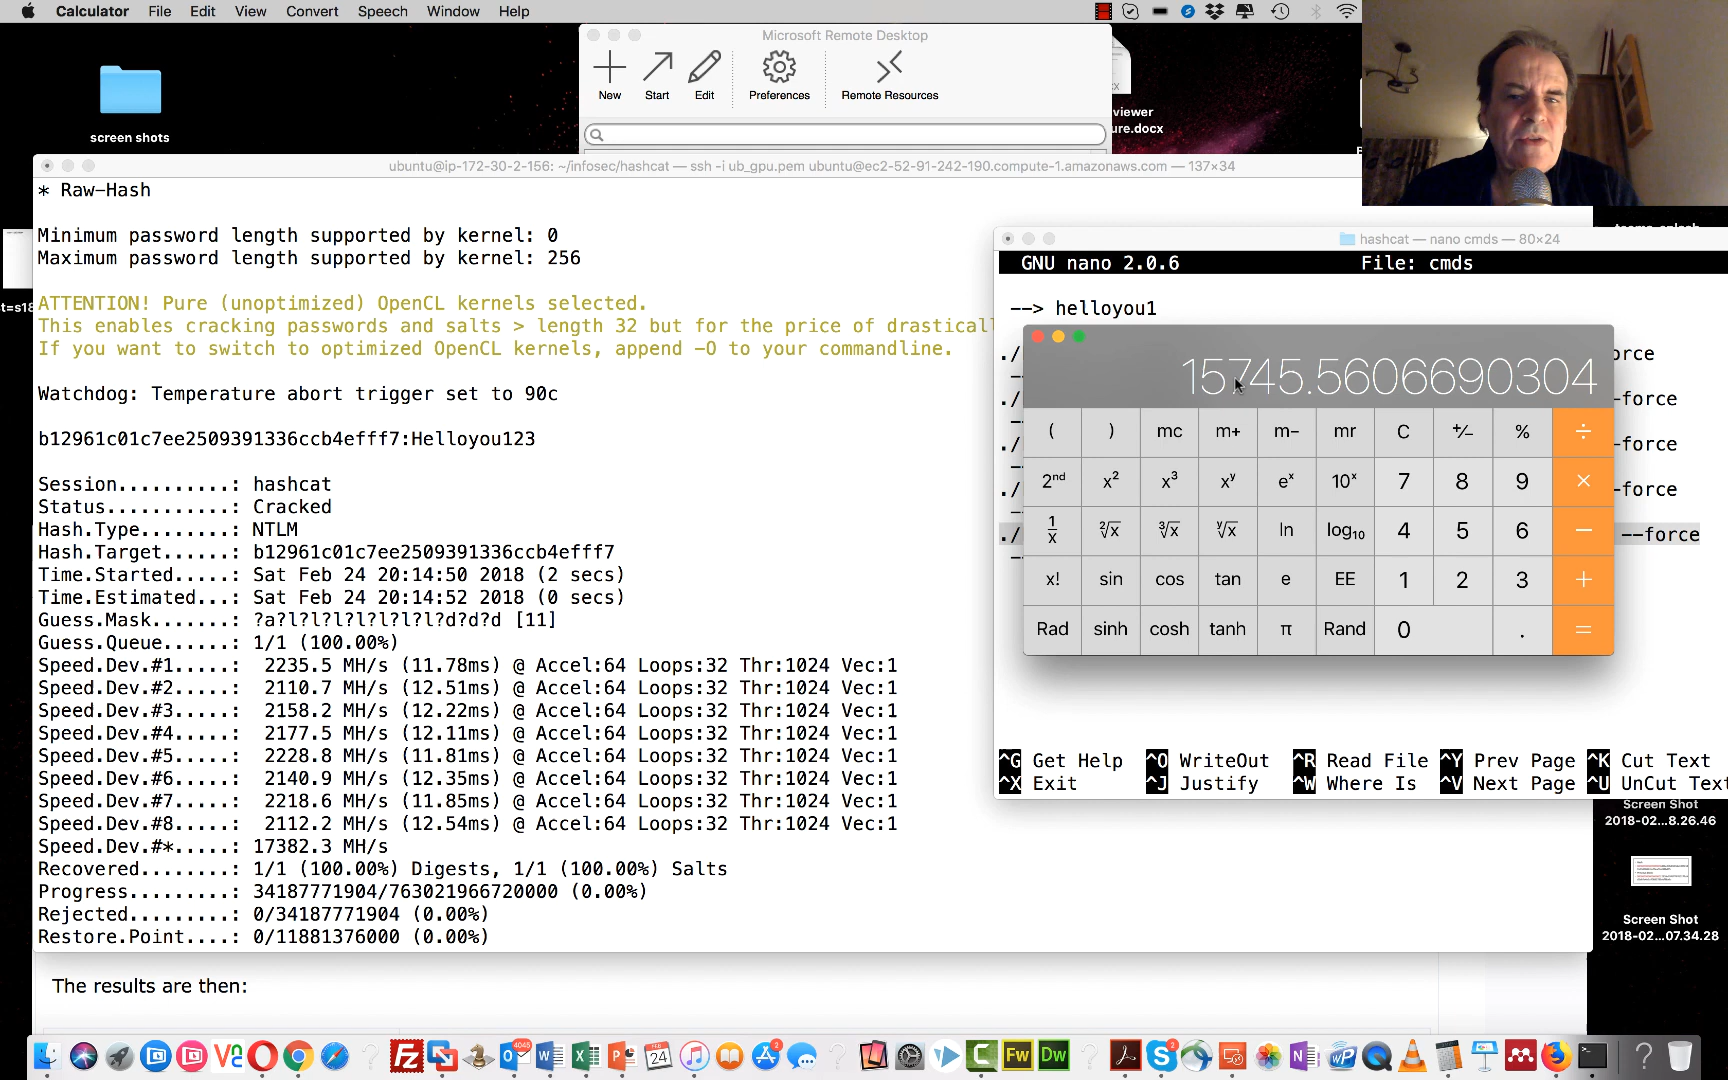 Calculator File Edit View Convert Speech Window Help
Microsoft Remote Desktop
New Start Edit Preferences Remote Resources
screen shots
viewer
ure.docx
ubuntu@ip-172-30-2-156: ~/infosec/hashcat — ssh -i ub_gpu.pem ubuntu@ec2-52-91-242-190.compute-1.amazonaws.com — 137×34
* Raw-Hash
Minimum password length supported by kernel: 0
Maximum password length supported by kernel: 256
ATTENTION! Pure (unoptimized) OpenCL kernels selected.
This enables cracking passwords and salts > length 32 but for the price of drasticall
If you want to switch to optimized OpenCL kernels, append -O to your commandline.
Watchdog: Temperature abort trigger set to 90c
b12961c01c7ee2509391336ccb4efff7:Helloyou123
Session..........: hashcat
Status...........: Cracked
Hash.Type........: NTLM
Hash.Target......: b12961c01c7ee2509391336ccb4efff7
Time.Started.....: Sat Feb 24 20:14:50 2018 (2 secs)
Time.Estimated...: Sat Feb 24 20:14:52 2018 (0 secs)
Guess.Mask.......: ?a?l?l?l?l?l?l?l?d?d?d [11]
Guess.Queue......: 1/1 (100.00%)
Speed.Dev.#1.....: 2235.5 MH/s (11.78ms) @ Accel:64 Loops:32 Thr:1024 Vec:1
Speed.Dev.#2.....: 2110.7 MH/s (12.51ms) @ Accel:64 Loops:32 Thr:1024 Vec:1
Speed.Dev.#3.....: 2158.2 MH/s (12.22ms) @ Accel:64 Loops:32 Thr:1024 Vec:1
Speed.Dev.#4.....: 2177.5 MH/s (12.11ms) @ Accel:64 Loops:32 Thr:1024 Vec:1
Speed.Dev.#5.....: 2228.8 MH/s (11.81ms) @ Accel:64 Loops:32 Thr:1024 Vec:1
Speed.Dev.#6.....: 2140.9 MH/s (12.35ms) @ Accel:64 Loops:32 Thr:1024 Vec:1
Speed.Dev.#7.....: 2218.6 MH/s (11.85ms) @ Accel:64 Loops:32 Thr:1024 Vec:1
Speed.Dev.#8.....: 2112.2 MH/s (12.54ms) @ Accel:64 Loops:32 Thr:1024 Vec:1
Speed.Dev.#*.....: 17382.3 MH/s
Recovered........: 1/1 (100.00%) Digests, 1/1 (100.00%) Salts
Progress.........: 34187771904/763021966720000 (0.00%)
Rejected.........: 0/34187771904 (0.00%)
Restore.Point....: 0/11881376000 (0.00%)
The results are then:
hashcat — nano cmds — 80×24
GNU nano 2.0.6 File: cmds
--> helloyou1
./ orce
./ -force
./ -force
./ -force
./ --force
15745.5606690304
( ) mc m+ m- mr C +/- % ÷
2nd x² x³ xʸ eˣ 10ˣ 7 8 9 ×
1/x ²√x ³√x ʸ√x ln log₁₀ 4 5 6 −
x! sin cos tan e EE 1 2 3 +
Rad sinh cosh tanh π Rand 0 . =
^G Get Help ^O WriteOut ^R Read File ^Y Prev Page ^K Cut Text
^X Exit ^J Justify ^W Where Is ^V Next Page ^U UnCut Text
Screen Shot
2018-02...8.26.46
Screen Shot
2018-02...07.34.28
t=s18
4045
FEB
24
2
2
Fw
Dw